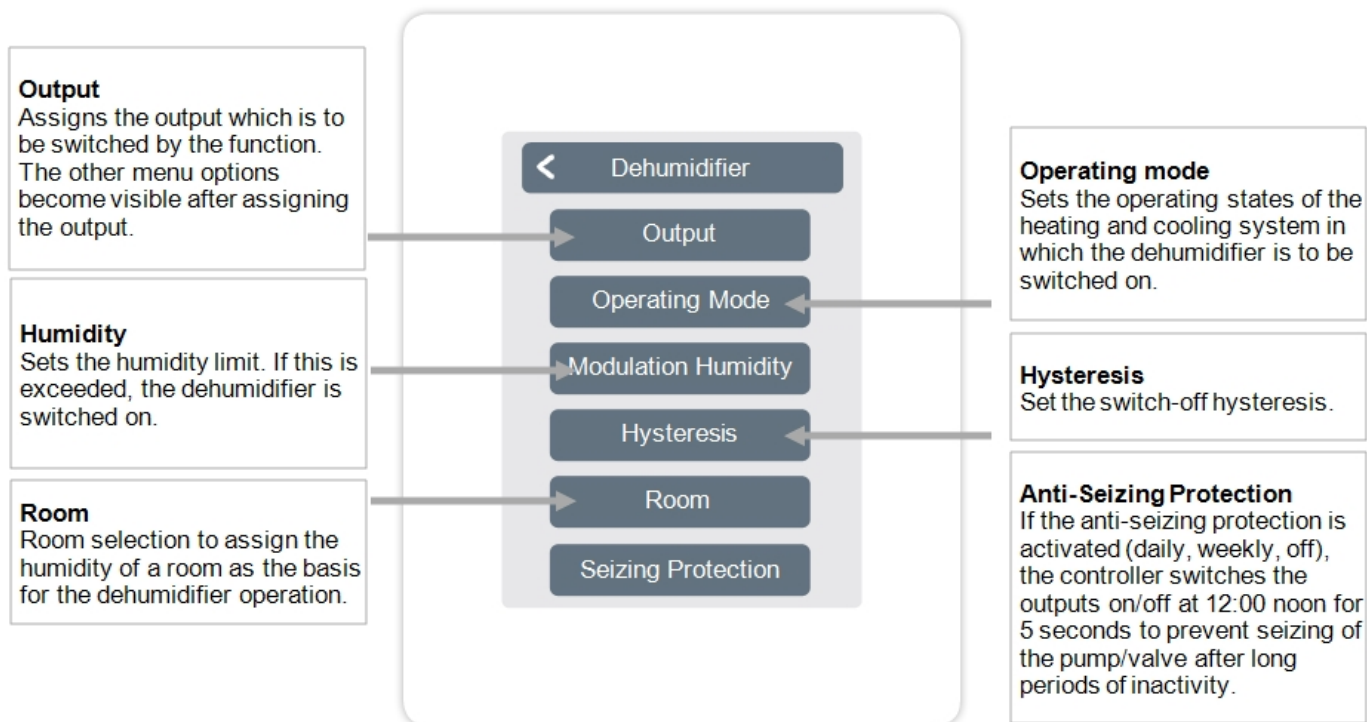 Output
Assigns the output which is to
be switched by the function.
The other menu options
become visible after assigning
the output.
Humidity
Sets the humidity limit. If this is
exceeded, the dehumidifier is
switched on.
Room
Room selection to assign the
humidity of a room as the basis
for the dehumidifier operation.
Dehumidifier
Output
Operating Mode
Modulation Humidity
Hysteresis
Room
Seizing Protection
Operating mode
Sets the operating states of the
heating and cooling system in
which the dehumidifier is to be
switched on.
Hysteresis
Set the switch-off hysteresis.
Anti-Seizing Protection
If the anti-seizing protection is
activated (daily, weekly, off),
the controller switches the
outputs on/off at 12:00 noon for
5 seconds to prevent seizing of
the pump/valve after long
periods of inactivity.